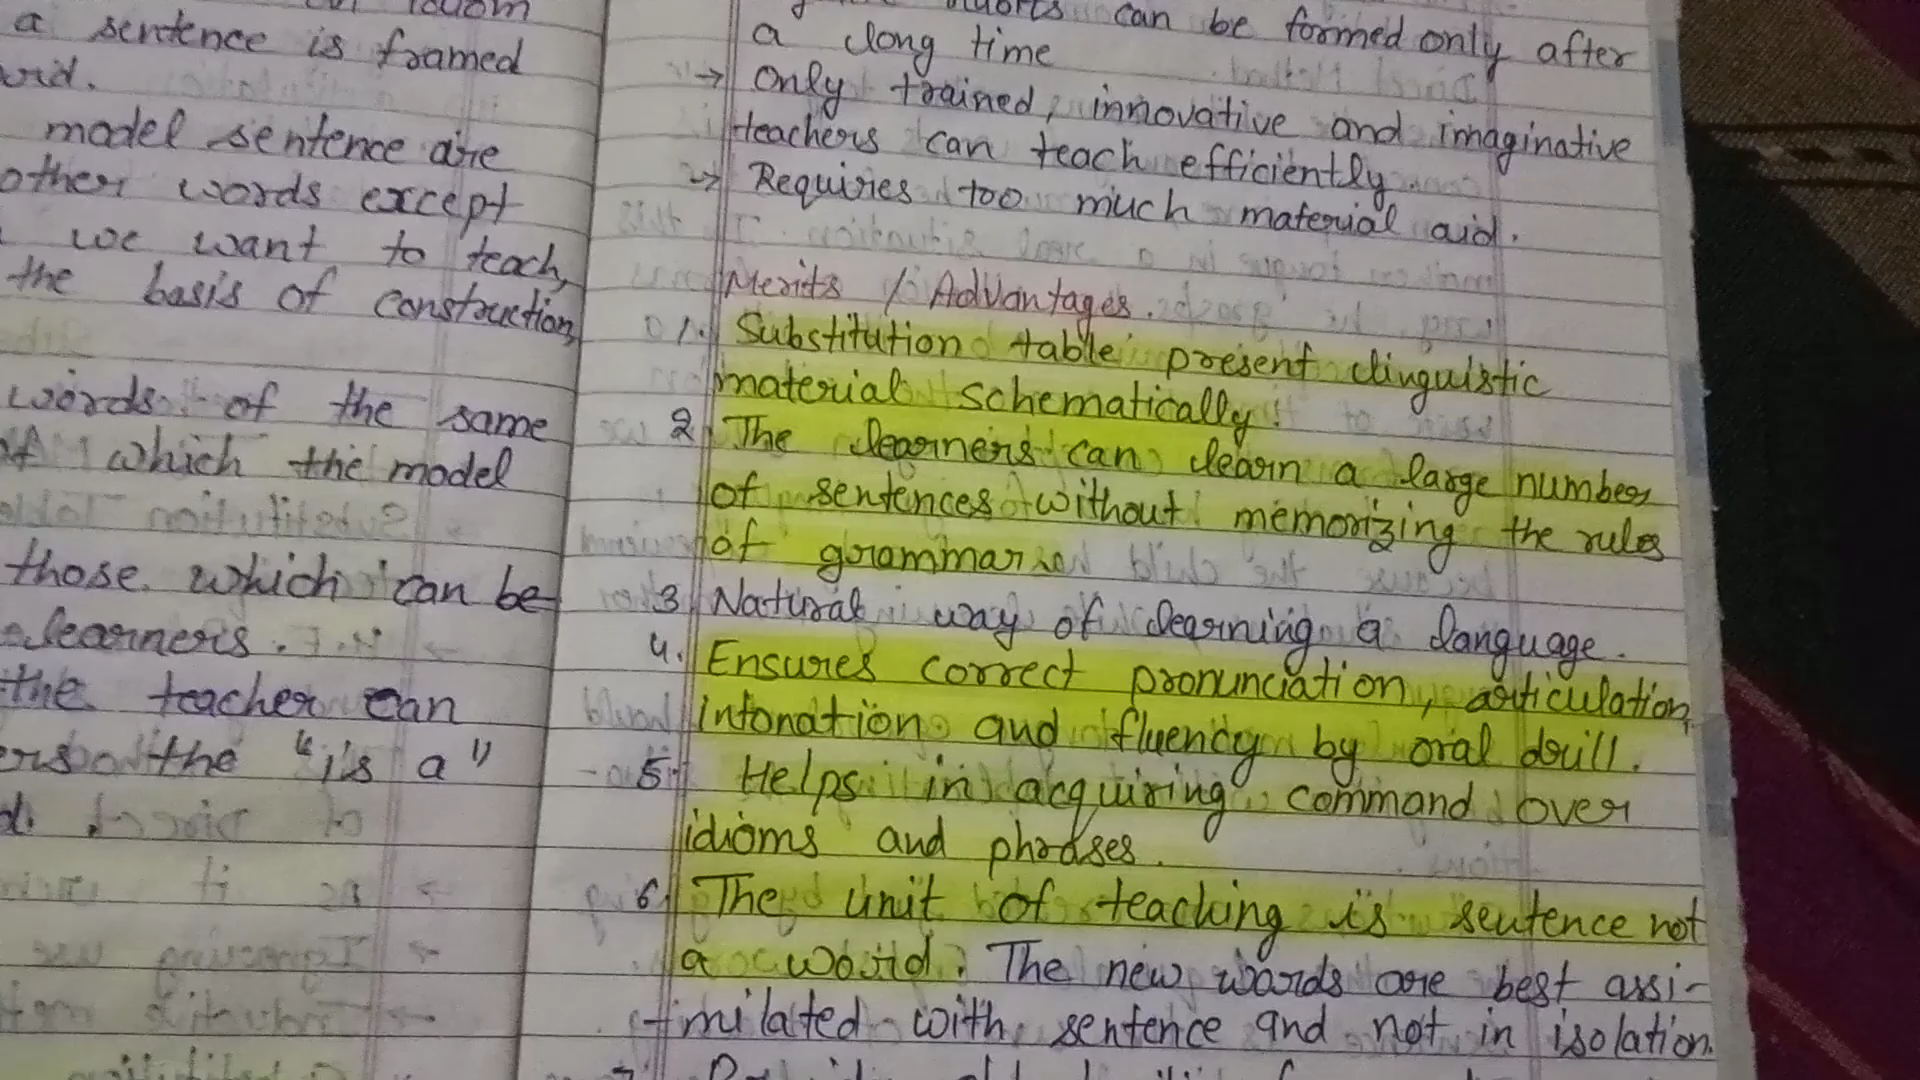 a sentence is framed
model sentence are
other words except
we want to teach,
the basis of construction,
words of the same
of which the model
those which can be
learners.
the teacher can
the "is a"
can be formed only after
a long time
→ Only trained, innovative and imaginative
teachers can teach efficiently.
→ Requires too much material aid.
Merits / Advantages.
1. Substitution table present linguistic
material schematically.
2. The learners can learn a large number
of sentences without memorizing the rules
of grammar
3 Natural way of learning a language.
4. Ensures correct pronunciation, articulation,
intonation and fluency by oral drill.
5. Helps in acquiring command over
idioms and phrases.
6. The unit of teaching is sentence not
a word. The new words are best assi-
milated with sentence and not in isolation.